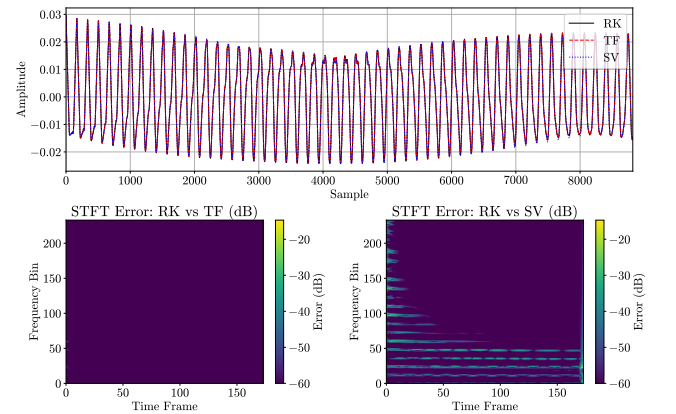 0.03
0.02
0.01
0.00
−0.01
−0.02
Amplitude
RK
TF
SV
0 1000 2000 3000 4000 5000 6000 7000 8000
Sample
STFT Error: RK vs TF (dB)
200
150
100
50
0
Frequency Bin
0 50 100 150
Time Frame
−20
−30
−40
−50
−60
Error (dB)
STFT Error: RK vs SV (dB)
200
150
100
50
0
Frequency Bin
0 50 100 150
Time Frame
−20
−30
−40
−50
−60
Error (dB)